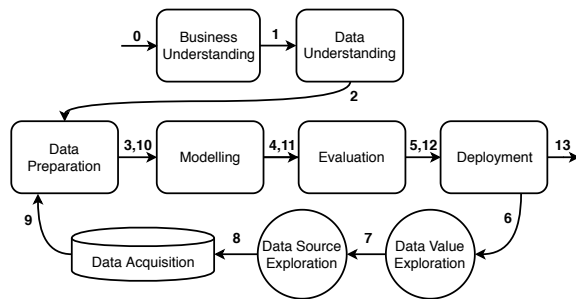 0
Business
Understanding
1
Data
Understanding
2
Data
Preparation
3,10
Modelling
4,11
Evaluation
5,12
Deployment
13
6
Data Value
Exploration
7
Data Source
Exploration
8
Data Acquisition
9